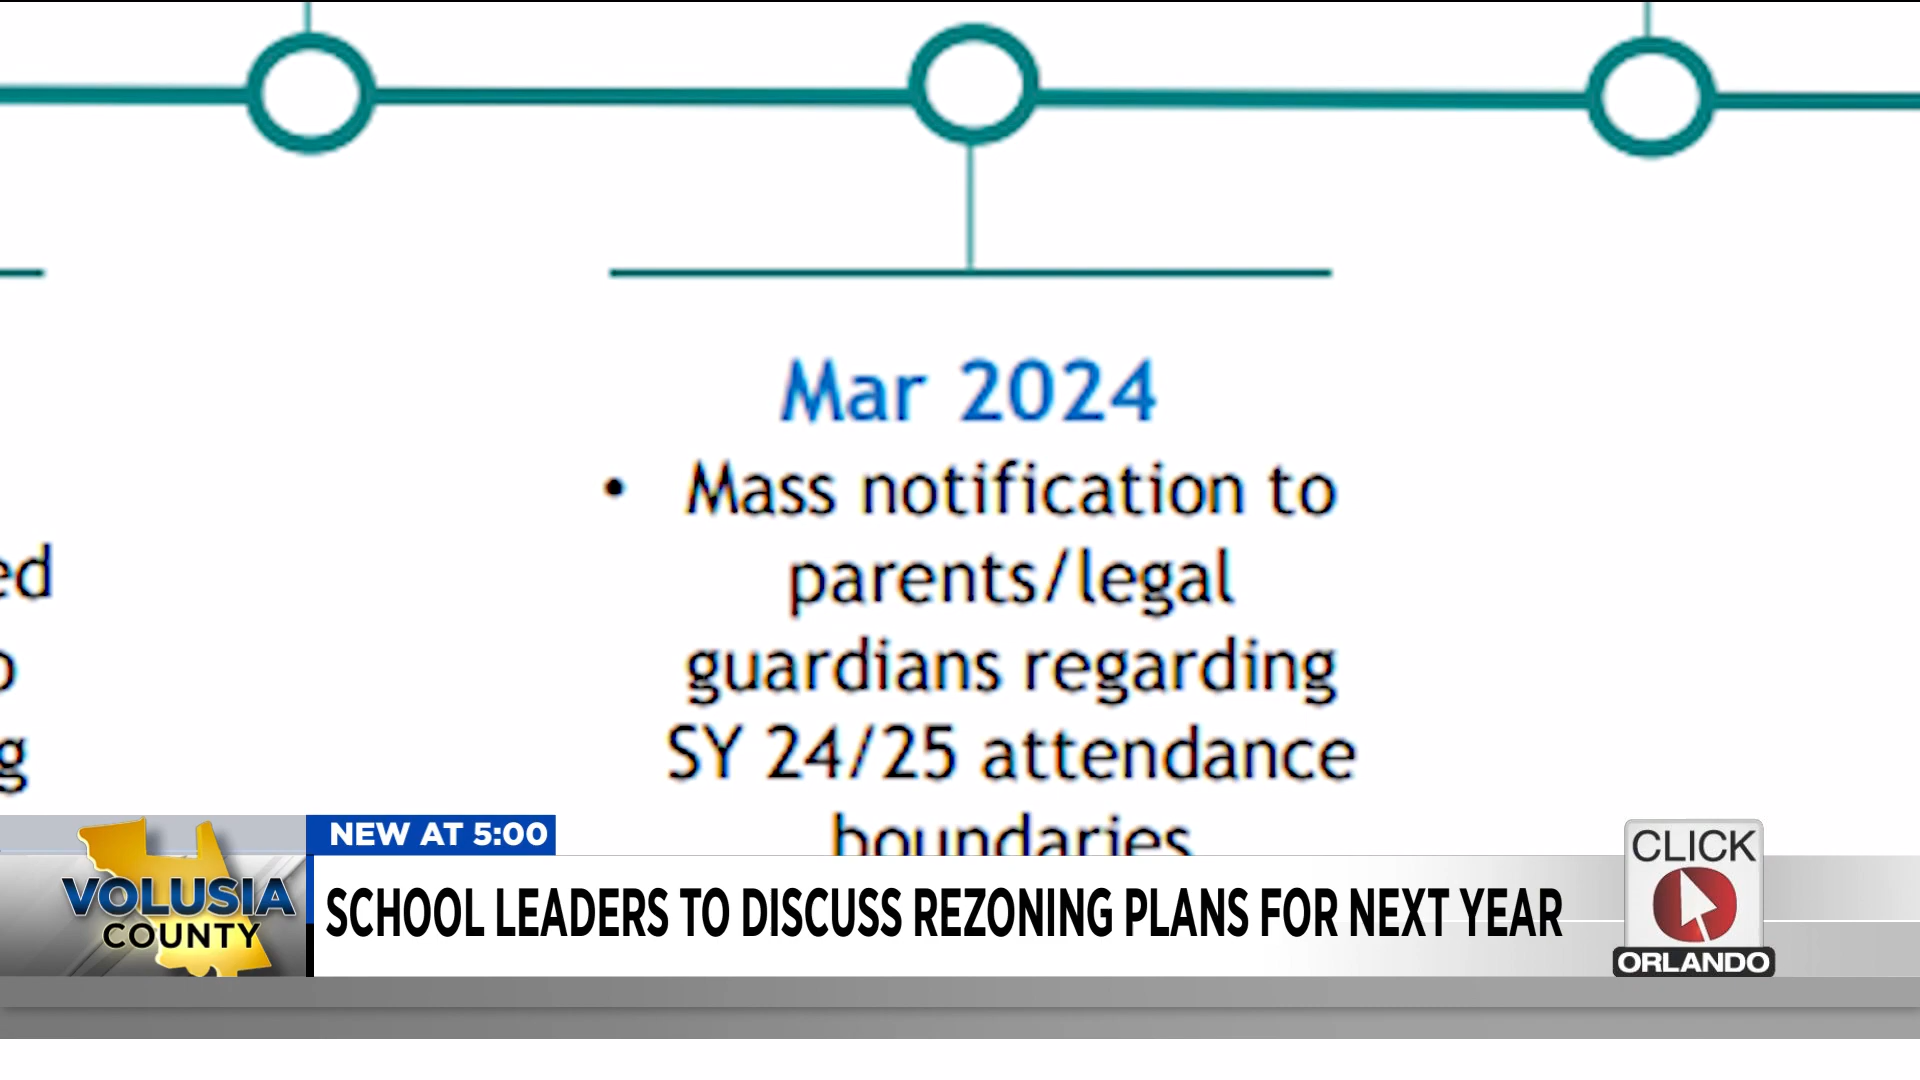 Mar 2024
• Mass notification to
parents/legal
guardians regarding
SY 24/25 attendance
boundaries
ed
g
NEW AT 5:00
VOLUSIA
COUNTY
SCHOOL LEADERS TO DISCUSS REZONING PLANS FOR NEXT YEAR
CLICK
ORLANDO